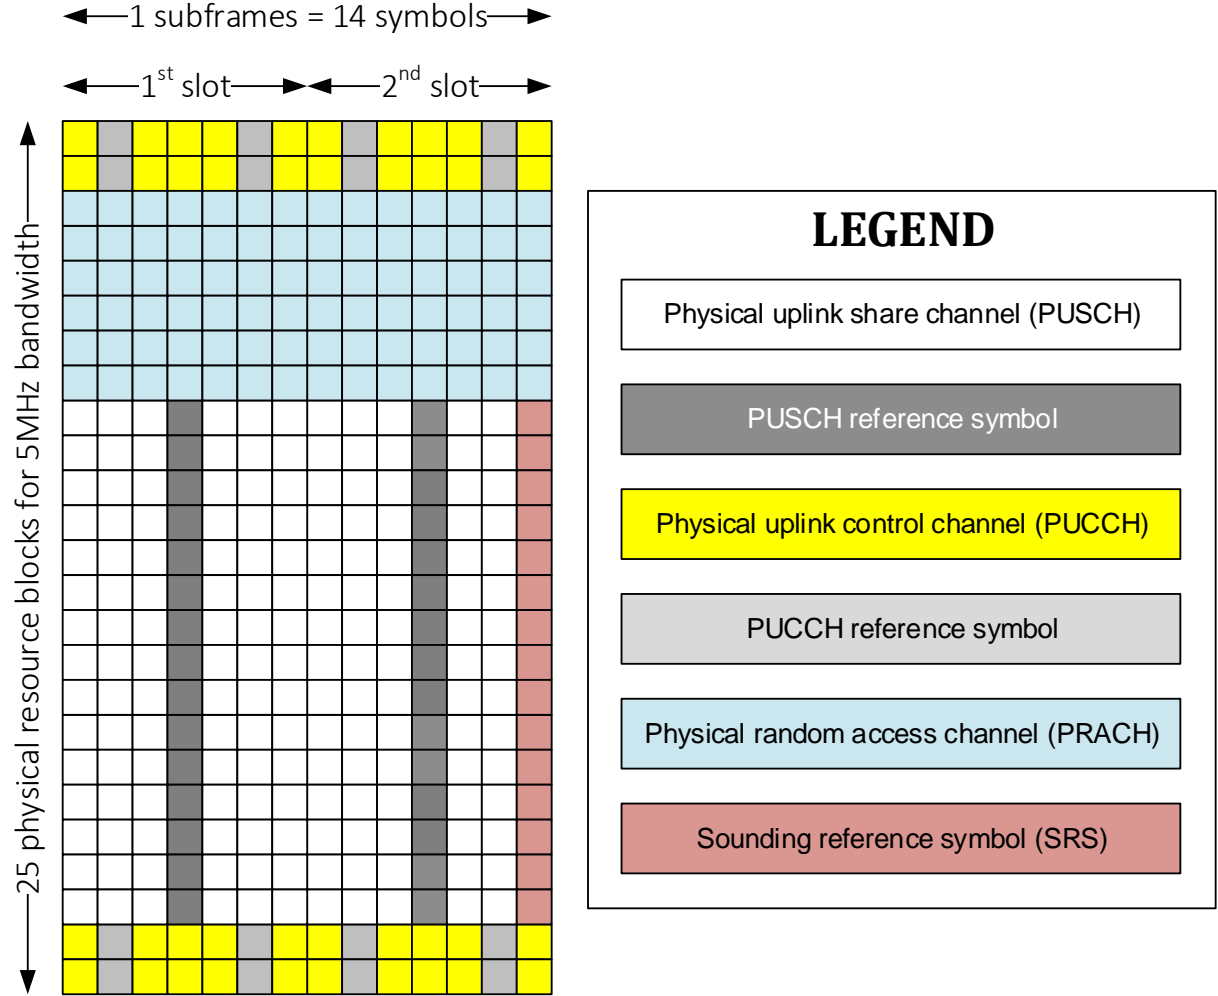 1 subframes = 14 symbols
1st slot
2nd slot
25 physical resource blocks for 5MHz bandwidth
LEGEND
Physical uplink share channel (PUSCH)
PUSCH reference symbol
Physical uplink control channel (PUCCH)
PUCCH reference symbol
Physical random access channel (PRACH)
Sounding reference symbol (SRS)